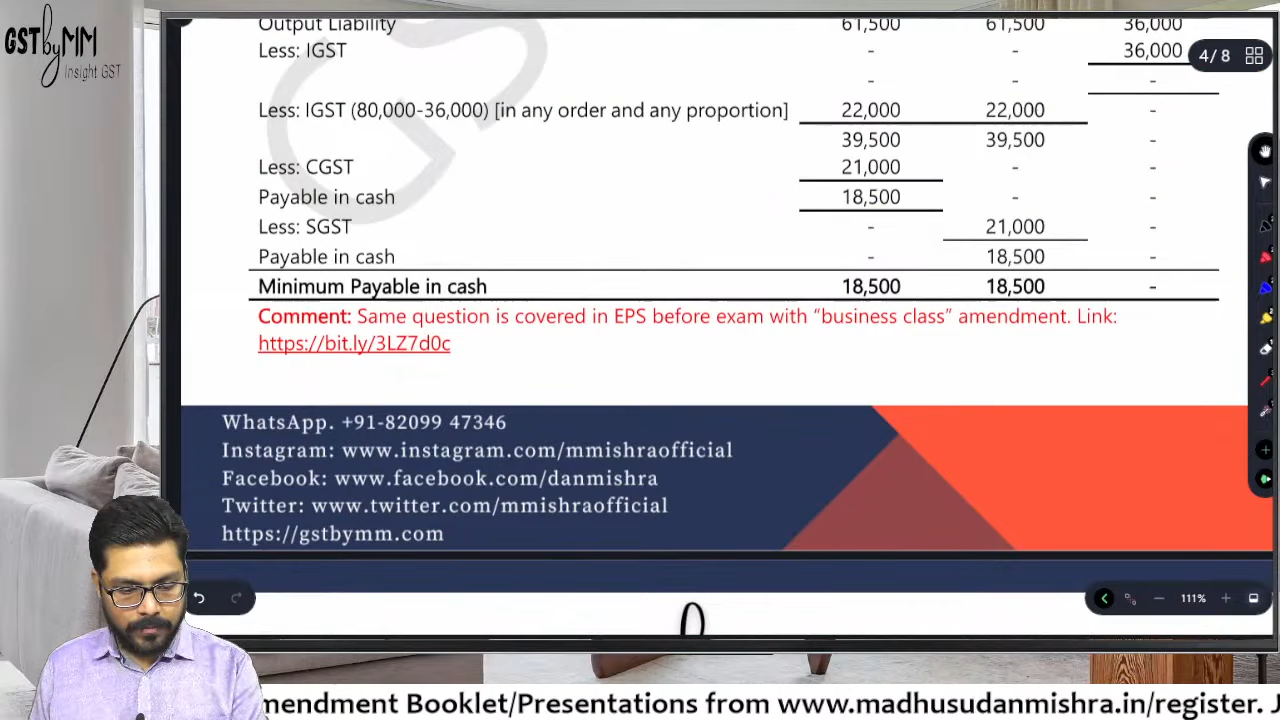 GSTbyMM
Insight GST
Output Liability 61,500 61,500 36,000
Less: IGST - - 36,000
- - -
Less: IGST (80,000-36,000) [in any order and any proportion] 22,000 22,000 -
39,500 39,500 -
Less: CGST 21,000 - -
Payable in cash 18,500 - -
Less: SGST - 21,000 -
Payable in cash - 18,500 -
Minimum Payable in cash 18,500 18,500 -
Comment: Same question is covered in EPS before exam with “business class” amendment. Link:
https://bit.ly/3LZ7d0c
WhatsApp. +91-82099 47346
Instagram: www.instagram.com/mmishraofficial
Facebook: www.facebook.com/danmishra
Twitter: www.twitter.com/mmishraofficial
https://gstbymm.com
4/8
111%
mendment Booklet/Presentations from www.madhusudanmishra.in/register. J